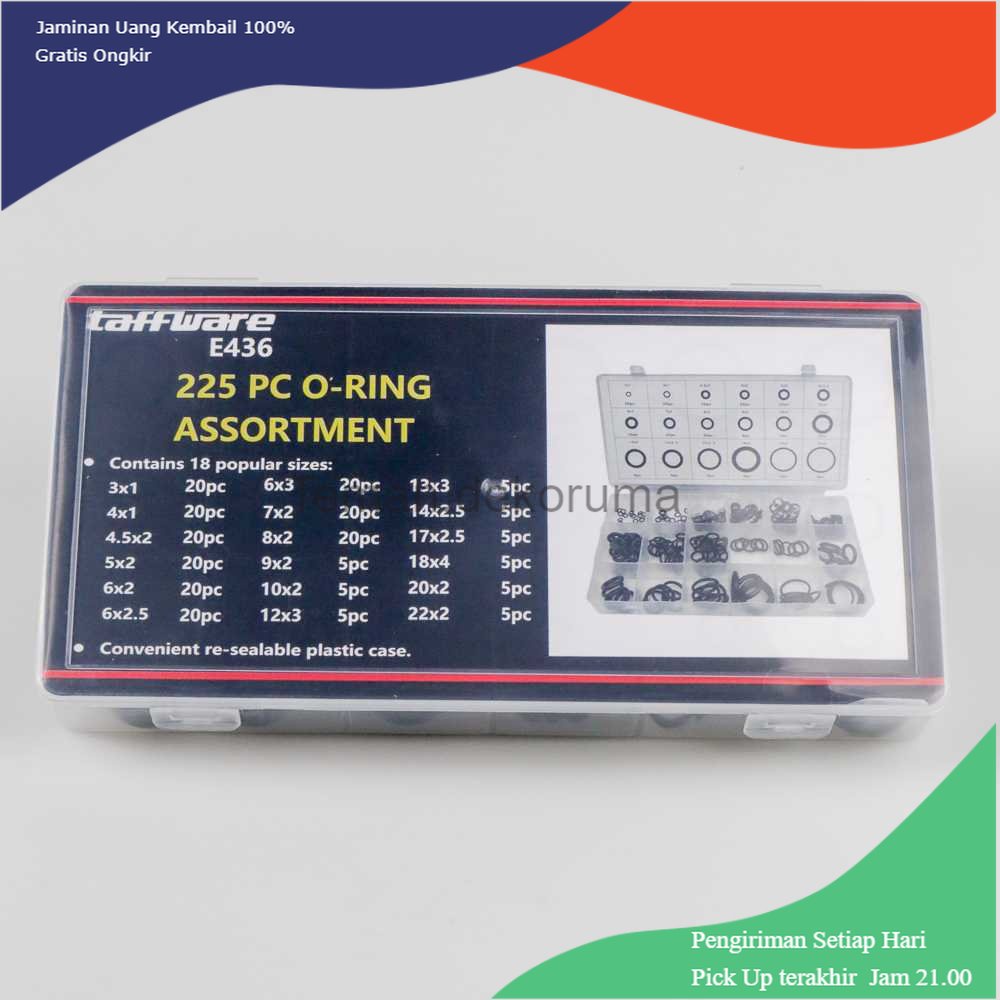 Jaminan Uang Kembail 100%
Gratis Ongkir
taffware
E436
225 PC O-RING
ASSORTMENT
Contains 18 popular sizes:
3x1 20pc 6x3 20pc 13x3 5pc
4x1 20pc 7x2 20pc 14x2.5 5pc
4.5x2 20pc 8x2 20pc 17x2.5 5pc
5x2 20pc 9x2 5pc 18x4 5pc
6x2 20pc 10x2 5pc 20x2 5pc
6x2.5 20pc 12x3 5pc 22x2 5pc
Convenient re-sealable plastic case.
Pengiriman Setiap Hari
Pick Up terakhir Jam 21.00